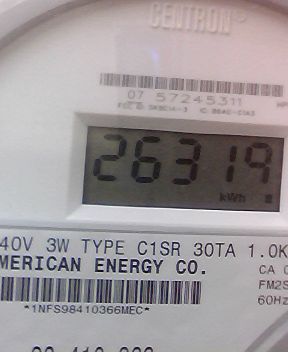 CENTRON®
07 57245311
26319
kWh
40V 3W TYPE C1SR 30TA 1.0K
MERICAN ENERGY CO.
CA
FM2S
60Hz
*1NFS98410366MEC*